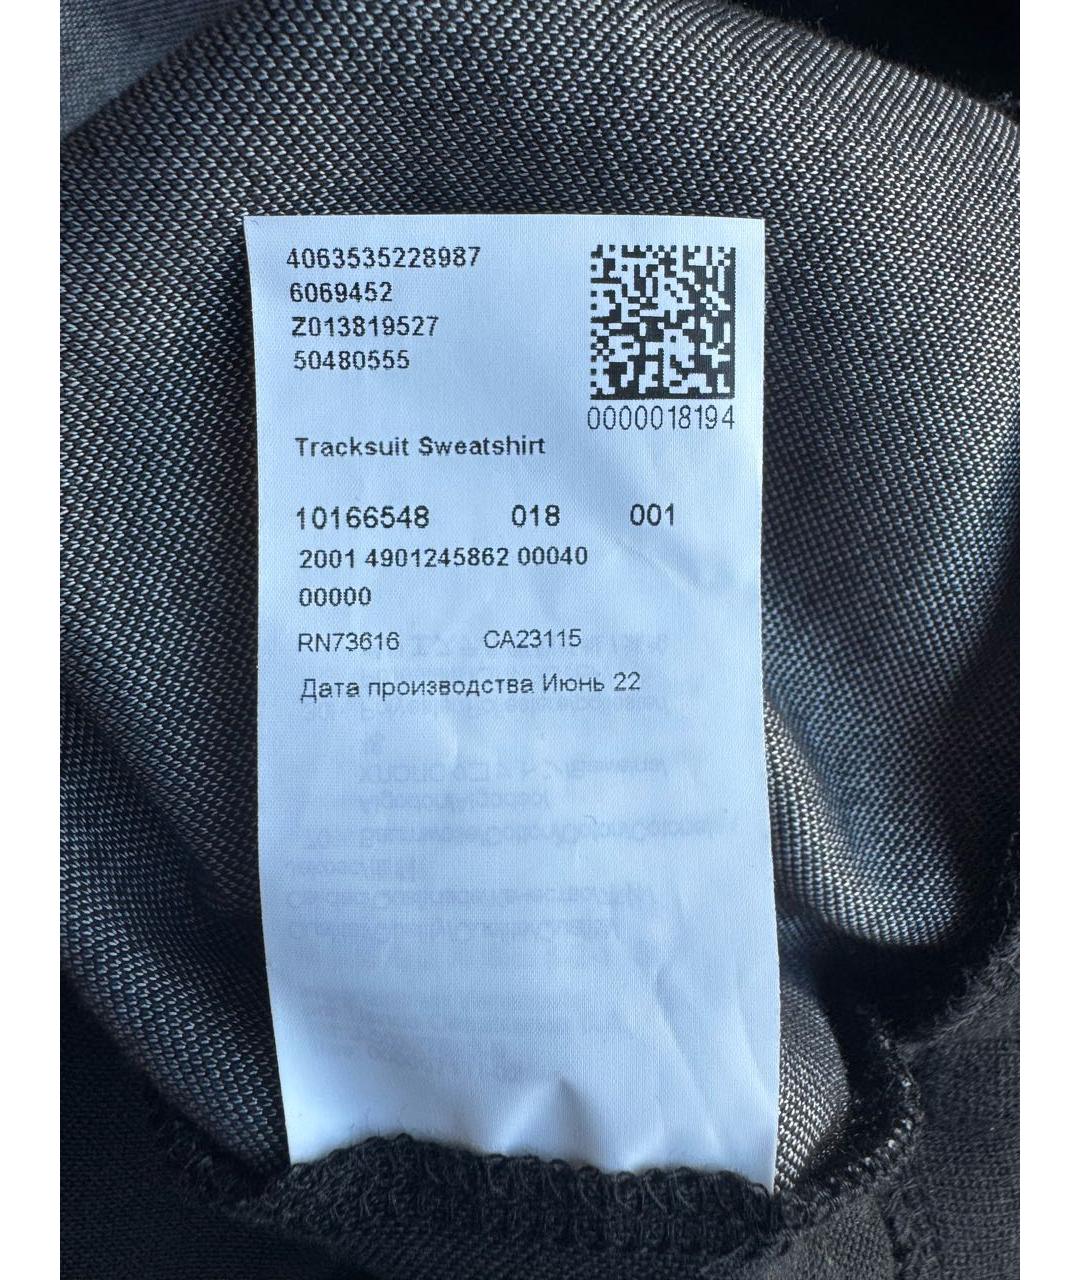 4063535228987
6069452
Z013819527
50480555
0000018194
Tracksuit Sweatshirt
10166548 018 001
2001 4901245862 00040
00000
RN73616 CA23115
Дата производства Июнь 22